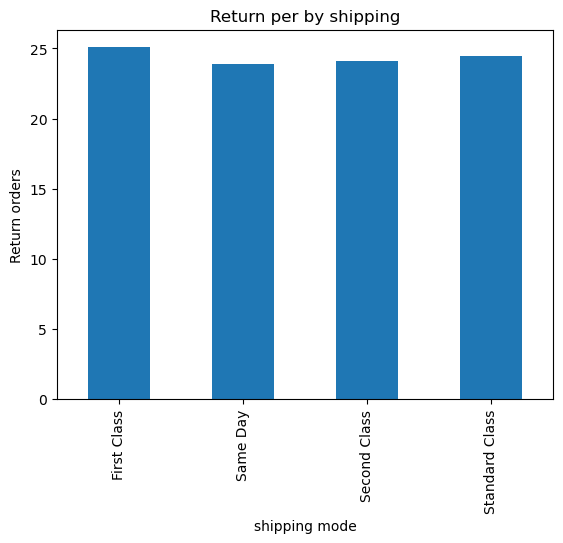 Return per by shipping
Return orders
25
20
15
10
5
0
First Class
Same Day
Second Class
Standard Class
shipping mode